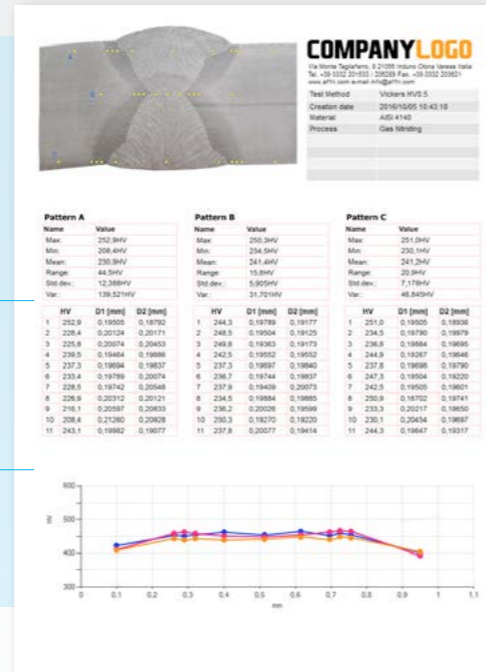 A
B
C
COMPANYLOGO
Test Method Vickers HV0.5
Creation date 2016/10/05 10:43:18
Material AISI 4140
Process Gas Nitriding
Pattern A
Name Value
Max: 252,9HV
Min: 208,4HV
Mean: 230,9HV
Range: 44,5HV
Std.dev.: 12,388HV
Var.: 139,521HV
HV D1 [mm] D2 [mm]
1 252,9 0,19505 0,18792
2 228,4 0,20124 0,20171
3 225,8 0,20074 0,20453
4 239,5 0,19464 0,19886
5 237,3 0,19694 0,19837
6 233,4 0,19789 0,20074
7 228,5 0,19742 0,20548
8 226,9 0,20312 0,20121
9 216,1 0,20597 0,20833
10 208,4 0,21260 0,20928
11 243,1 0,19982 0,19077
Pattern B
Name Value
Max: 250,3HV
Min: 234,5HV
Mean: 241,4HV
Range: 15,8HV
Std.dev.: 5,905HV
Var.: 31,701HV
HV D1 [mm] D2 [mm]
1 244,3 0,19789 0,19177
2 248,5 0,19504 0,19125
3 249,8 0,19363 0,19173
4 242,5 0,19552 0,19552
5 237,3 0,19697 0,19840
6 236,7 0,19744 0,19837
7 237,9 0,19409 0,20073
8 234,5 0,19884 0,19885
9 236,2 0,20026 0,19599
10 250,3 0,19270 0,19220
11 237,8 0,20077 0,19414
Pattern C
Name Value
Max: 251,0HV
Min: 230,1HV
Mean: 241,2HV
Range: 20,9HV
Std.dev.: 7,178HV
Var.: 46,845HV
HV D1 [mm] D2 [mm]
1 251,0 0,19505 0,18936
2 234,5 0,19790 0,19979
3 236,8 0,19884 0,19695
4 244,9 0,19267 0,19646
5 237,8 0,19698 0,19790
6 247,3 0,19504 0,19220
7 242,5 0,19505 0,19601
8 250,9 0,18702 0,19741
9 233,3 0,20217 0,19650
10 230,1 0,20454 0,19697
11 244,3 0,19647 0,19317
HV
600
500
400
300
0 0,1 0,2 0,3 0,4 0,5 0,6 0,7 0,8 0,9 1 1,1
mm